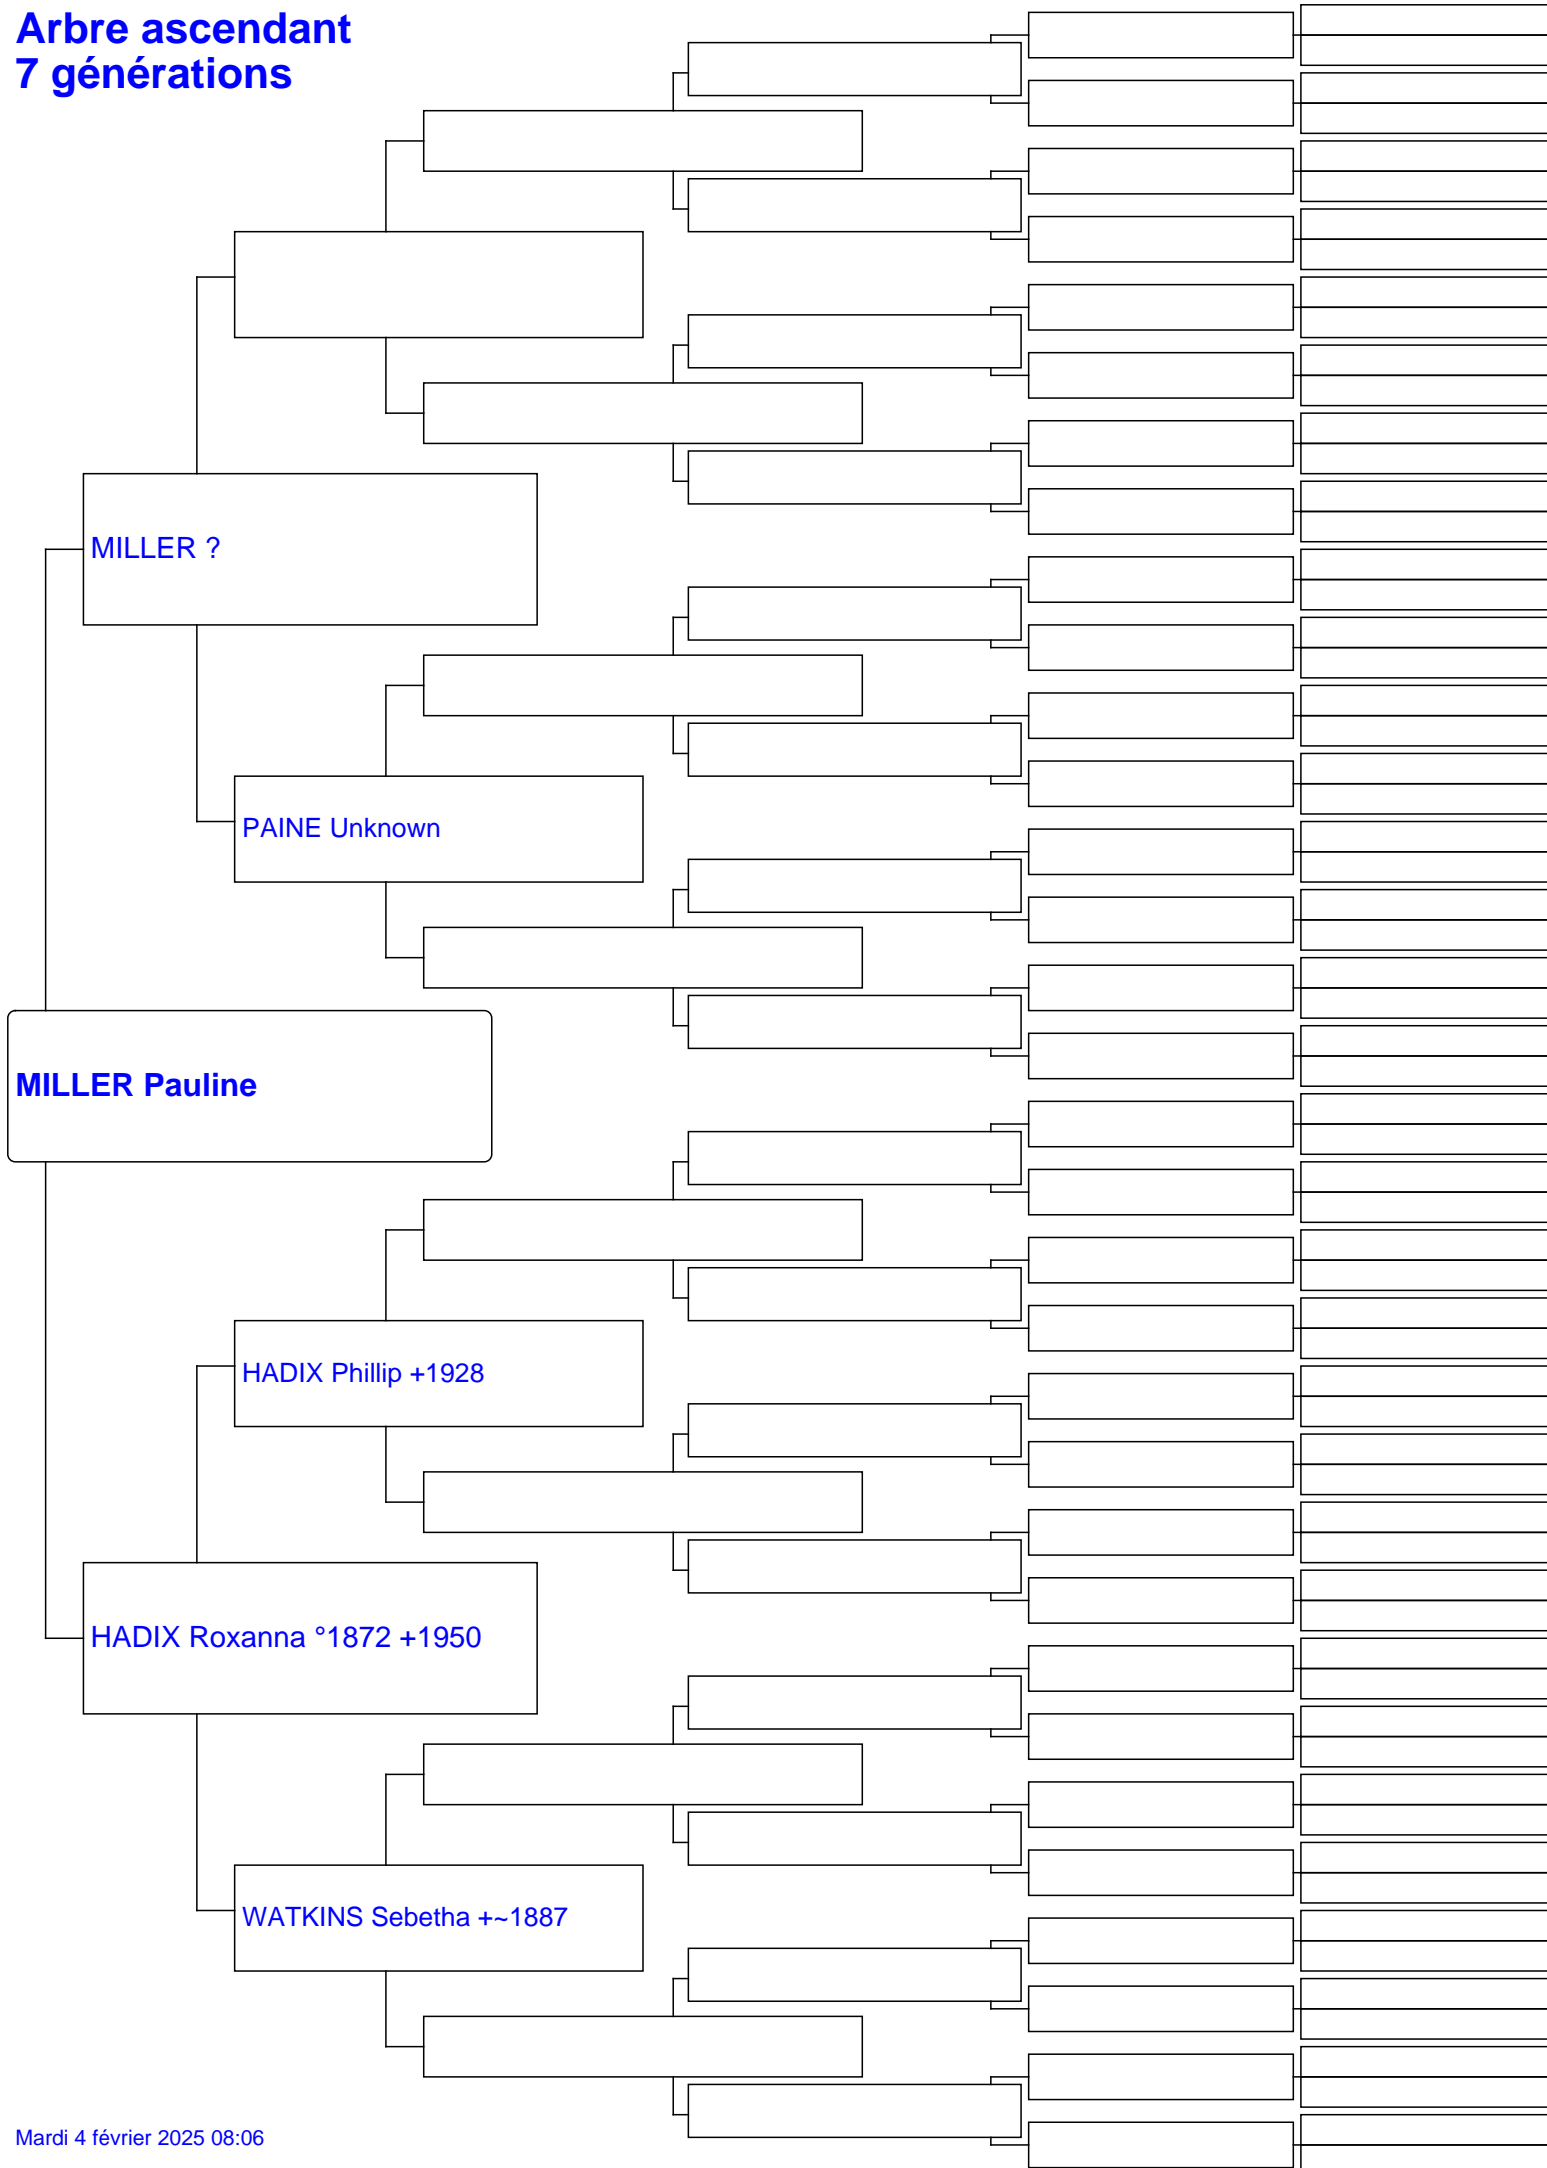 Arbre ascendant
7 générations
MILLER ?
PAINE Unknown
MILLER Pauline
HADIX Phillip +1928
HADIX Roxanna °1872 +1950
WATKINS Sebetha +~1887
Mardi 4 février 2025 08:06